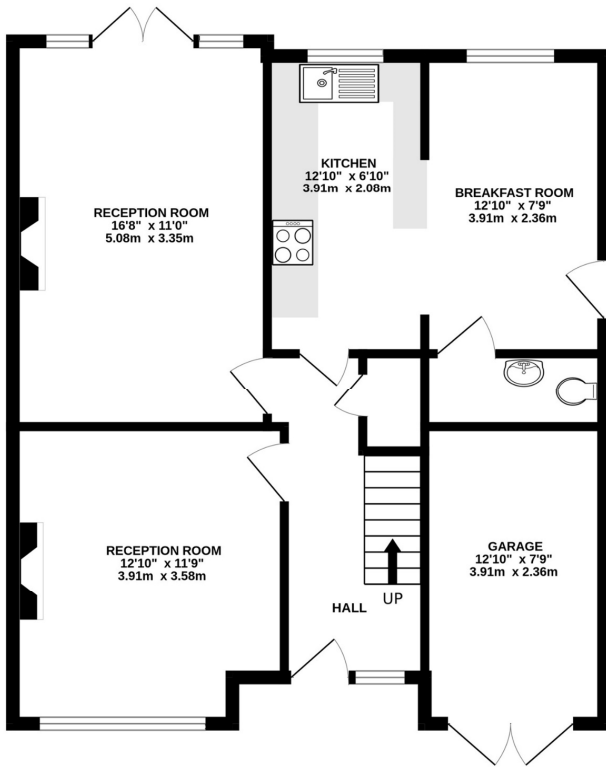 KITCHEN
12'10" x 6'10"
3.91m x 2.08m
BREAKFAST ROOM
12'10" x 7'9"
3.91m x 2.36m
RECEPTION ROOM
16'8" x 11'0"
5.08m x 3.35m
RECEPTION ROOM
12'10" x 11'9"
3.91m x 3.58m
GARAGE
12'10" x 7'9"
3.91m x 2.36m
UP
HALL